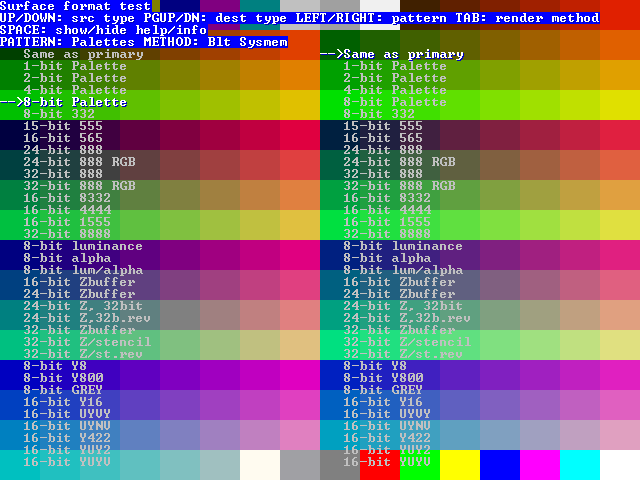 Surface format test
UP/DOWN: src type PGUP/DN: dest type LEFT/RIGHT: pattern TAB: render method
SPACE: show/hide help/info
PATTERN: Palettes METHOD: Blt Sysmem
Same as primary -->Same as primary
1-bit Palette 1-bit Palette
2-bit Palette 2-bit Palette
4-bit Palette 4-bit Palette
-->8-bit Palette 8-bit Palette
8-bit 332 8-bit 332
15-bit 555 15-bit 555
16-bit 565 16-bit 565
24-bit 888 24-bit 888
24-bit 888 RGB 24-bit 888 RGB
32-bit 888 32-bit 888
32-bit 888 RGB 32-bit 888 RGB
16-bit 8332 16-bit 8332
16-bit 4444 16-bit 4444
16-bit 1555 16-bit 1555
32-bit 8888 32-bit 8888
8-bit luminance 8-bit luminance
8-bit alpha 8-bit alpha
8-bit lum/alpha 8-bit lum/alpha
16-bit Zbuffer 16-bit Zbuffer
24-bit Zbuffer 24-bit Zbuffer
24-bit Z, 32bit 24-bit Z, 32bit
24-bit Z,32b.rev 24-bit Z,32b.rev
32-bit Zbuffer 32-bit Zbuffer
32-bit Z/stencil 32-bit Z/stencil
32-bit Z/st.rev 32-bit Z/st.rev
8-bit Y8 8-bit Y8
8-bit Y800 8-bit Y800
8-bit GREY 8-bit GREY
16-bit Y16 16-bit Y16
16-bit UYVY 16-bit UYVY
16-bit UYNV 16-bit UYNV
16-bit Y422 16-bit Y422
16-bit YUY2 16-bit YUY2
16-bit YUYV 16-bit YUYV